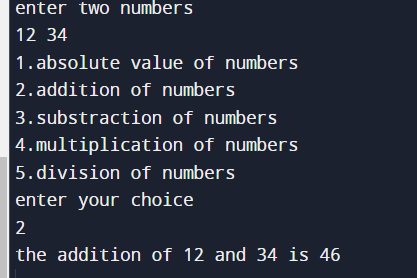 enter two numbers
12 34
1.absolute value of numbers
2.addition of numbers
3.substraction of numbers
4.multiplication of numbers
5.division of numbers
enter your choice
2
the addition of 12 and 34 is 46